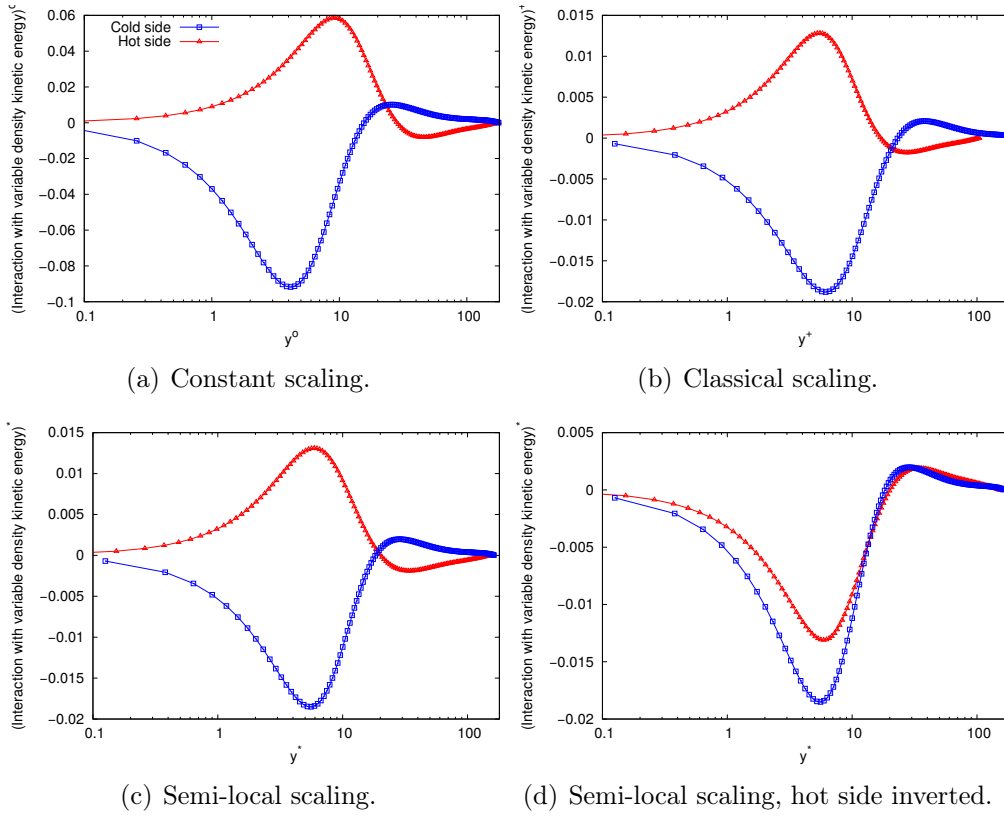 (Interaction with variable density kinetic energy)^o
0.06
0.04
0.02
0
−0.02
−0.04
−0.06
−0.08
−0.1
Cold side
Hot side
0.1 1 10 100
y^o
(a) Constant scaling.
(Interaction with variable density kinetic energy)^+
0.015
0.01
0.005
0
−0.005
−0.01
−0.015
−0.02
0.1 1 10 100
y^+
(b) Classical scaling.
(Interaction with variable density kinetic energy)^*
0.015
0.01
0.005
0
−0.005
−0.01
−0.015
−0.02
0.1 1 10 100
y^*
(c) Semi-local scaling.
(Interaction with variable density kinetic energy)^*
0.005
0
−0.005
−0.01
−0.015
−0.02
0.1 1 10 100
y^*
(d) Semi-local scaling, hot side inverted.